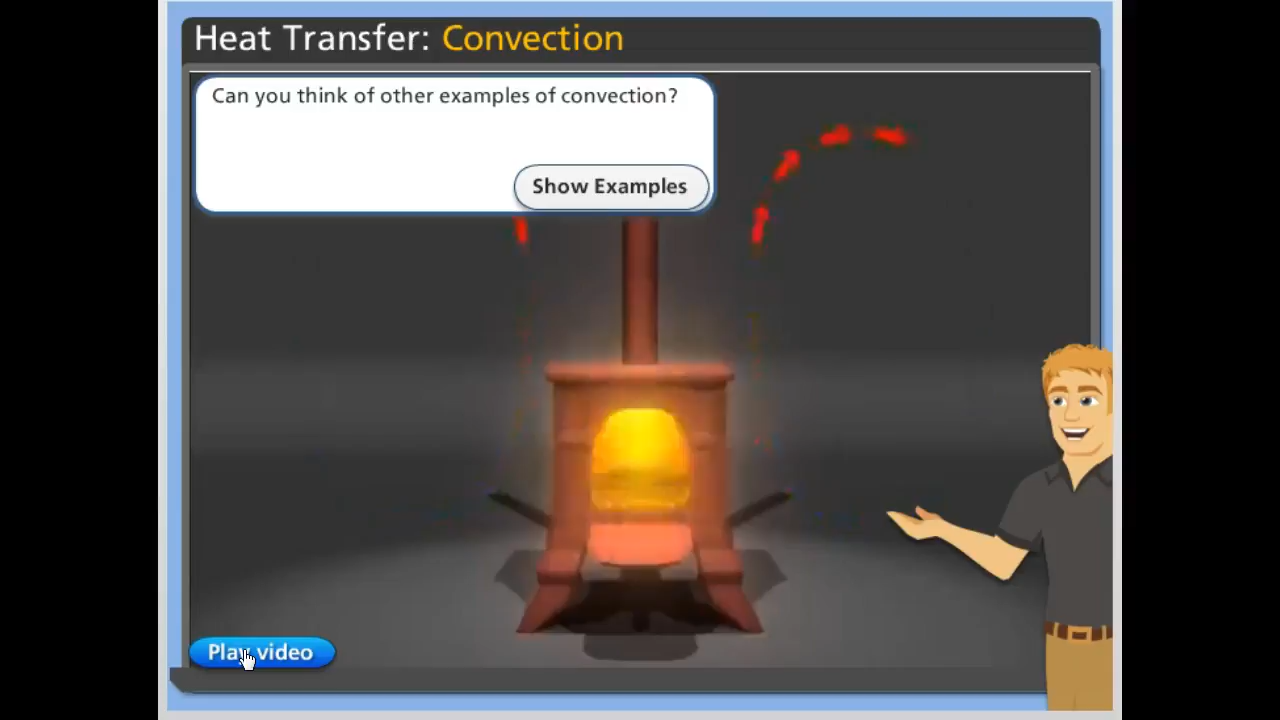 Heat Transfer: Convection
Can you think of other examples of convection?
Show Examples
Play video